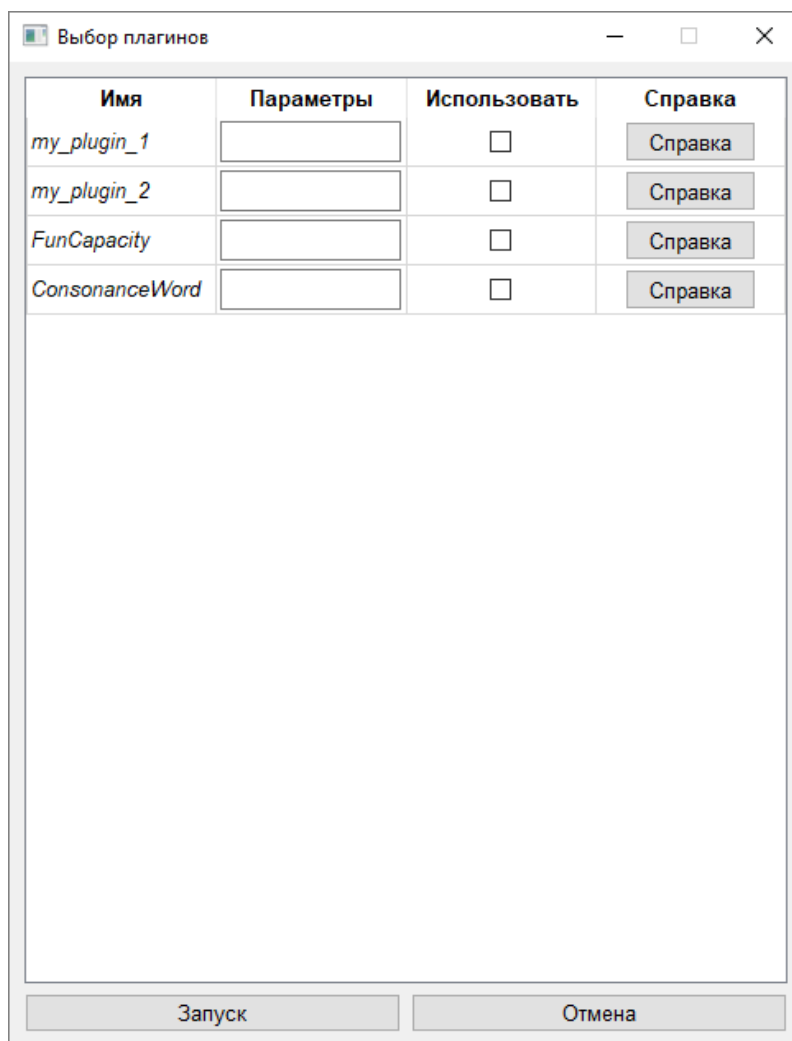 Выбор плагинов
Имя Параметры Использовать Справка
my_plugin_1 Справка
my_plugin_2 Справка
FunCapacity Справка
ConsonanceWord Справка
Запуск Отмена